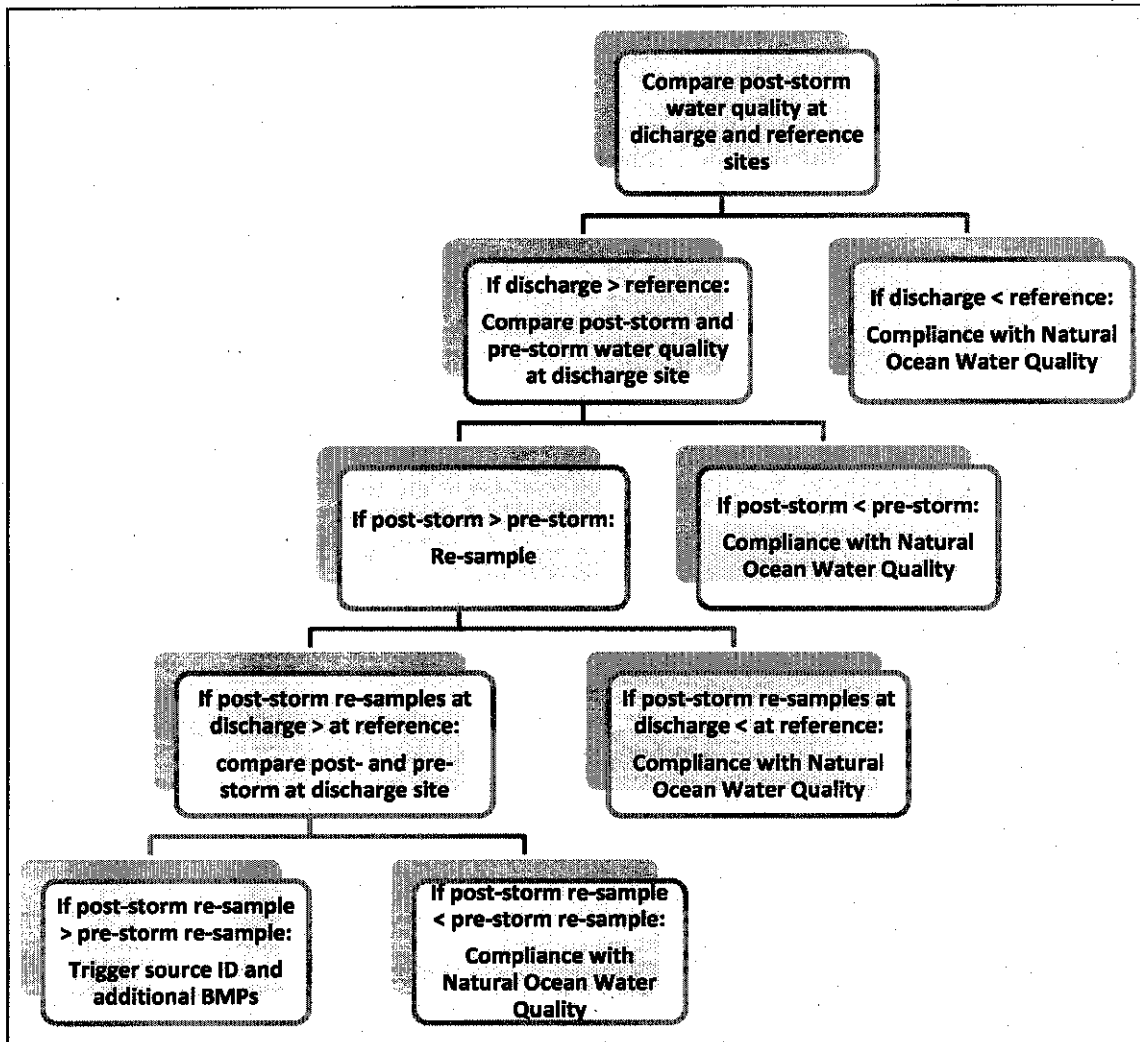 Compare post-storm
water quality at
dicharge and reference
sites
If discharge > reference:
Compare post-storm and
pre-storm water quality
at discharge site
If discharge < reference:
Compliance with Natural
Ocean Water Quality
If post-storm > pre-storm:
Re-sample
If post-storm < pre-storm:
Compliance with Natural
Ocean Water Quality
If post-storm re-samples at
discharge > at reference:
compare post- and pre-
storm at discharge site
If post-storm re-samples at
discharge < at reference:
Compliance with Natural
Ocean Water Quality
If post-storm re-sample
> pre-storm re-sample:
Trigger source ID and
additional BMPs
If post-storm re-sample
< pre-storm re-sample:
Compliance with
Natural Ocean Water
Quality